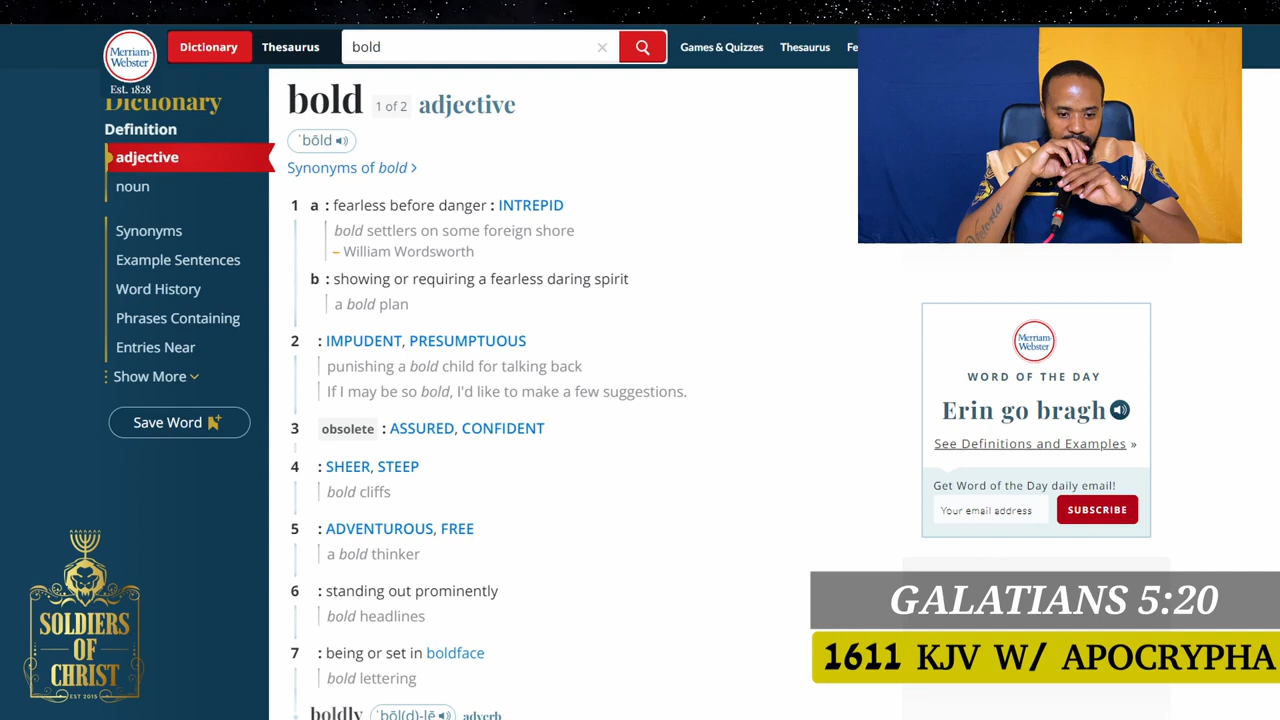 Merriam-
Webster
Est. 1828
Dictionary
Thesaurus
bold
Games & Quizzes
Thesaurus
Fe
Dictionary
Definition
adjective
noun
Synonyms
Example Sentences
Word History
Phrases Containing
Entries Near
Show More
Save Word
bold 1 of 2 adjective
ˈbōld
Synonyms of bold >
1 a : fearless before danger : INTREPID
bold settlers on some foreign shore
– William Wordsworth
b : showing or requiring a fearless daring spirit
a bold plan
2 : IMPUDENT, PRESUMPTUOUS
punishing a bold child for talking back
If I may be so bold, I'd like to make a few suggestions.
3 obsolete : ASSURED, CONFIDENT
4 : SHEER, STEEP
bold cliffs
5 : ADVENTUROUS, FREE
a bold thinker
6 : standing out prominently
bold headlines
7 : being or set in boldface
bold lettering
boldly ˈbōl(d)-lē adverb
Victoria
Merriam-
Webster
WORD OF THE DAY
Erin go bragh
See Definitions and Examples »
Get Word of the Day daily email!
Your email address
SUBSCRIBE
SOLDIERS
OF
CHRIST
EST 2015
GALATIANS 5:20
1611 KJV W/ APOCRYPHA